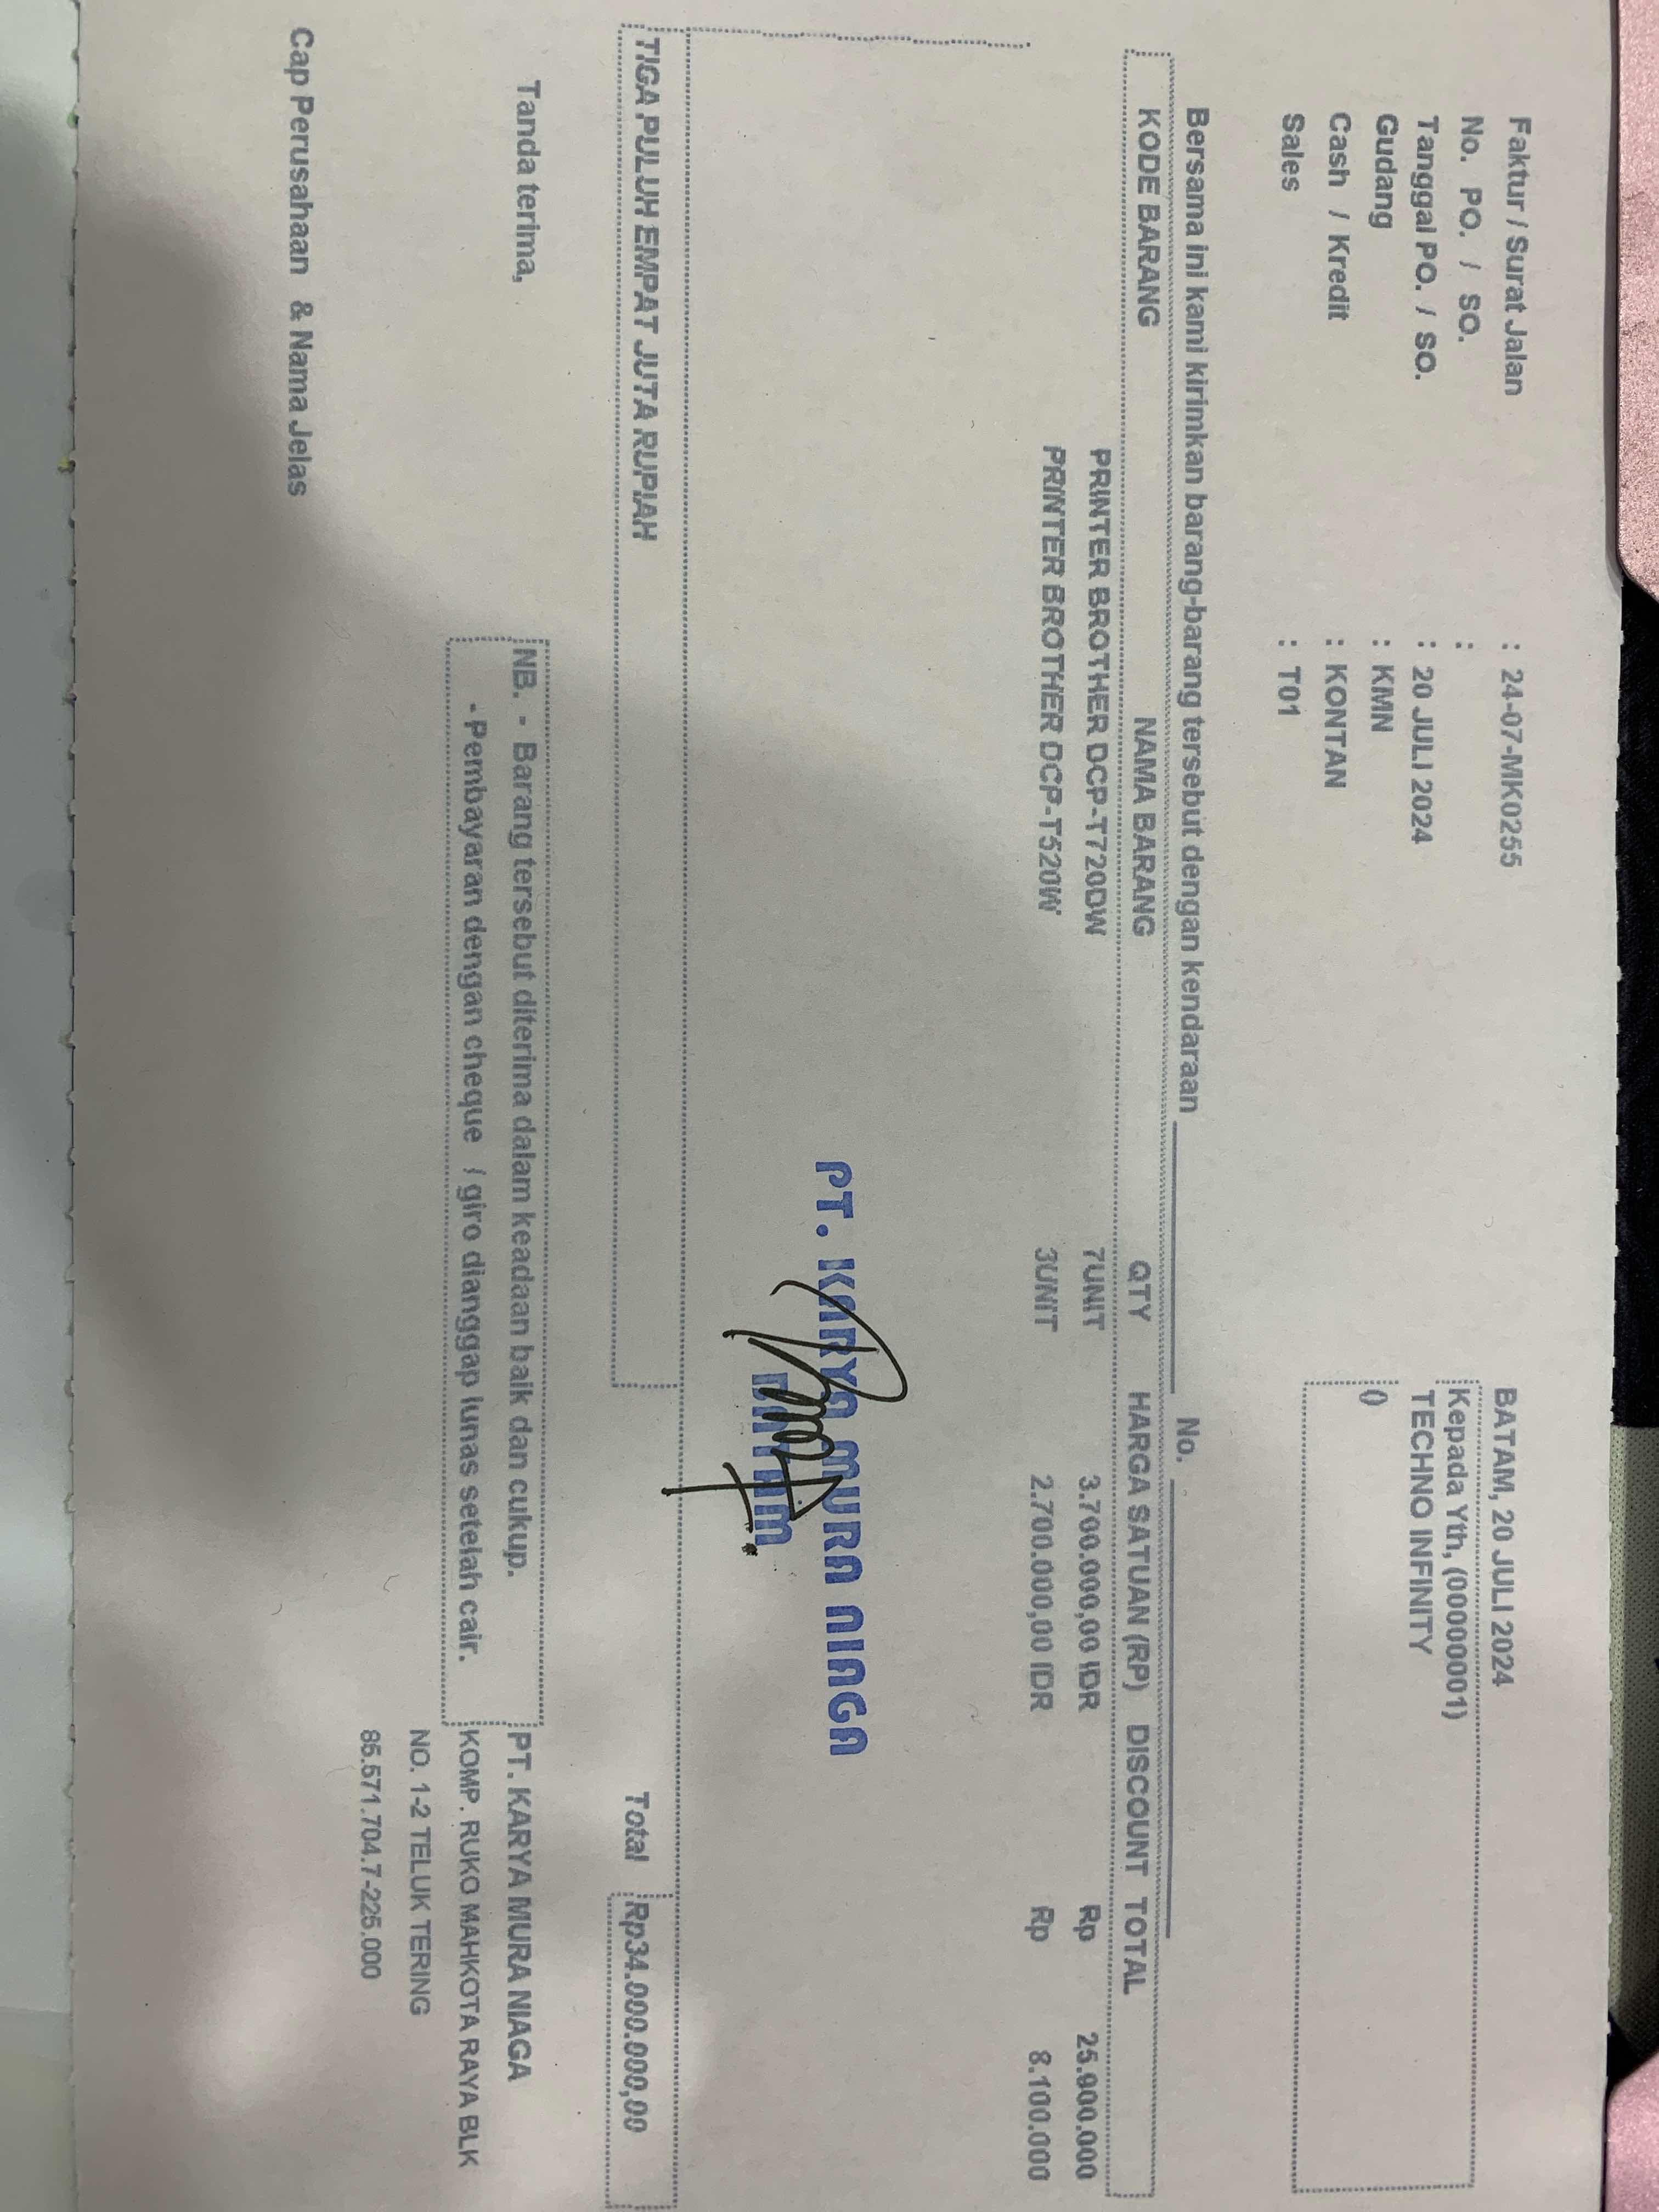 BATAM, 20 JULI 2024
Faktur / Surat Jalan : 24-07-MK0255
Kepada Yth, (00000001)
No. PO. / SO. :
TECHNO INFINITY
Tanggal PO. / SO. : 20 JULI 2024
0
Gudang : KMN
Cash / Kredit : KONTAN
Sales : T01
Bersama ini kami kirimkan barang-barang tersebut dengan kendaraan No.
KODE BARANG NAMA BARANG QTY HARGA SATUAN (RP) DISCOUNT TOTAL
PRINTER BROTHER DCP-T720DW 7UNIT 3.700.000,00 IDR Rp 25.900.000
PRINTER BROTHER DCP-T520W 3UNIT 2.700.000,00 IDR Rp 8.100.000
PT. KARYA MURA NIAGA
BATAM
TIGA PULUH EMPAT JUTA RUPIAH Total Rp34.000.000,00
Tanda terima,
NB. - Barang tersebut diterima dalam keadaan baik dan cukup.
- Pembayaran dengan cheque / giro dianggap lunas setelah cair.
PT. KARYA MURA NIAGA
KOMP. RUKO MAHKOTA RAYA BLK
NO. 1-2 TELUK TERING
85.571.704.7-225.000
Cap Perusahaan & Nama Jelas